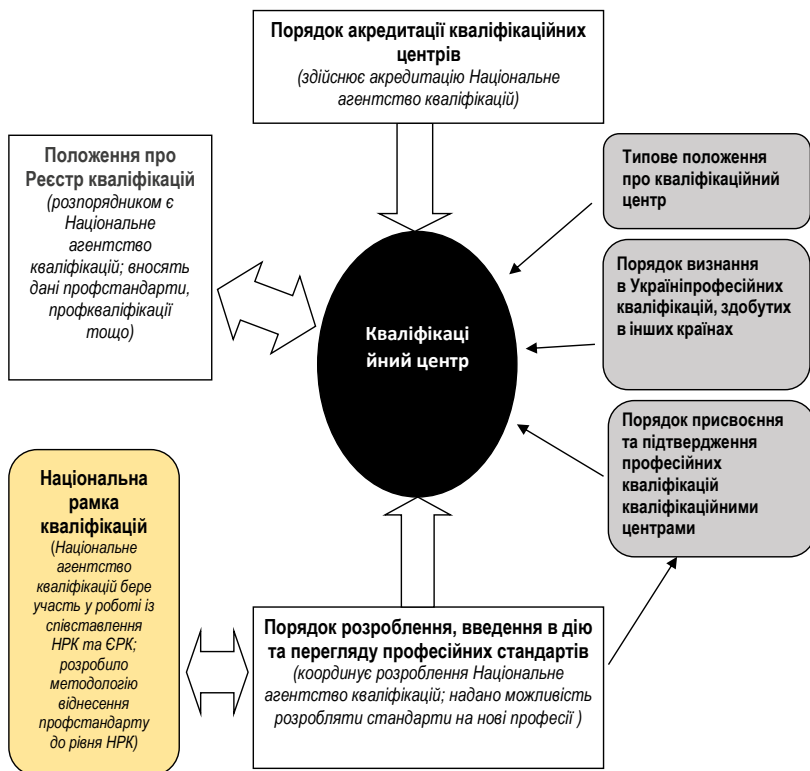 Порядок акредитації кваліфікаційних
центрів
(здійснює акредитацію Національне
агентство кваліфікацій)
Положення про
Реєстр кваліфікацій
(розпорядником є
Національне
агентство
кваліфікацій; вносять
дані профстандарти,
профкваліфікації
тощо)
Типове положення
про кваліфікаційний
центр
Порядок визнання
в Україніпрофесійних
кваліфікацій, здобутих
в інших країнах
Кваліфікаці
йний центр
Порядок присвоєння
та підтвердження
професійних
кваліфікацій
кваліфікаційними
центрами
Національна
рамка
кваліфікацій
(Національне
агентство
кваліфікацій бере
участь у роботі із
співставлення
НРК та ЄРК;
розробило
методологію
віднесення
профстандарту
до рівня НРК)
Порядок розроблення, введення в дію
та перегляду професійних стандартів
(координує розроблення Національне
агентство кваліфікацій; надано можливість
розробляти стандарти на нові професії )